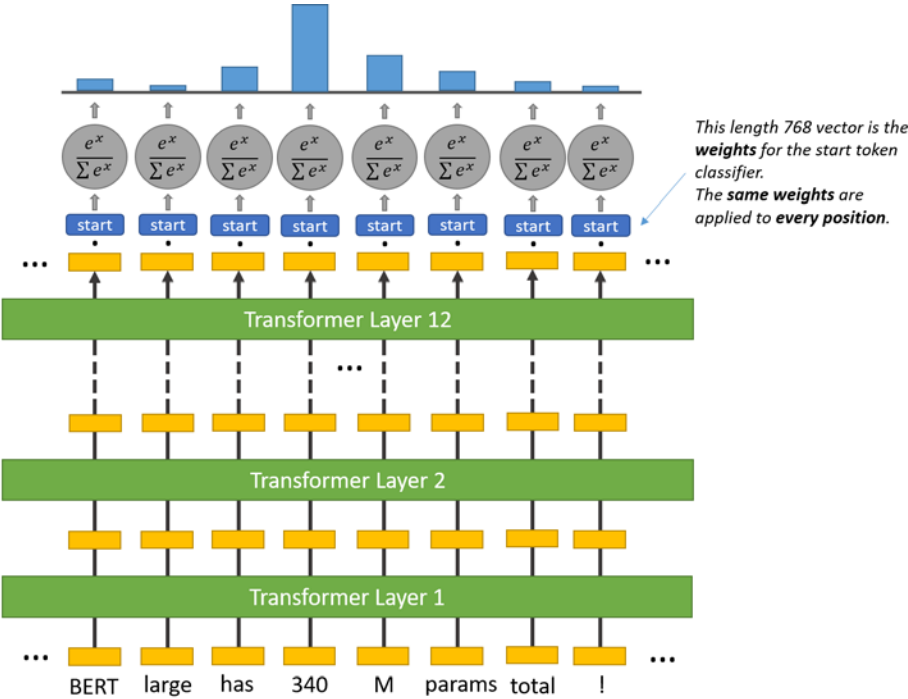 e^x
∑ e^x
e^x
∑ e^x
e^x
∑ e^x
e^x
∑ e^x
e^x
∑ e^x
e^x
∑ e^x
e^x
∑ e^x
e^x
∑ e^x
This length 768 vector is the
weights for the start token
classifier.
The same weights are
applied to every position.
start start start start start start start start
... ...
Transformer Layer 12
...
Transformer Layer 2
Transformer Layer 1
... ...
BERT large has 340 M params total !